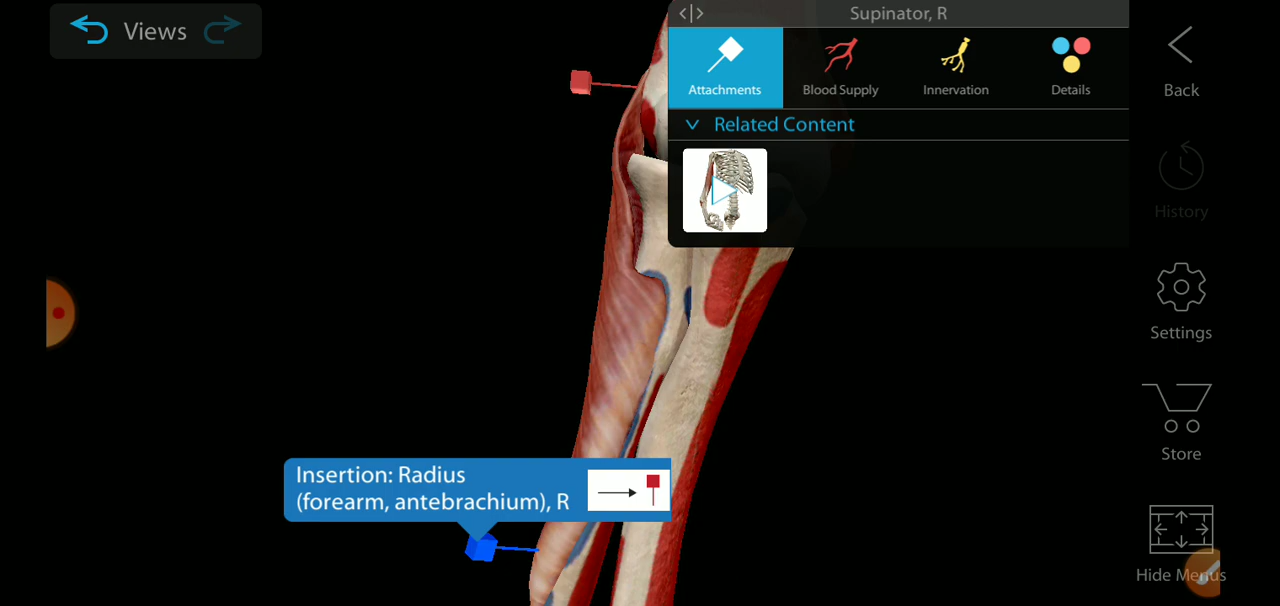 Views
Supinator, R
Attachments
Blood Supply
Innervation
Details
Related Content
Back
History
Settings
Store
Hide Menus
Insertion: Radius
(forearm, antebrachium), R